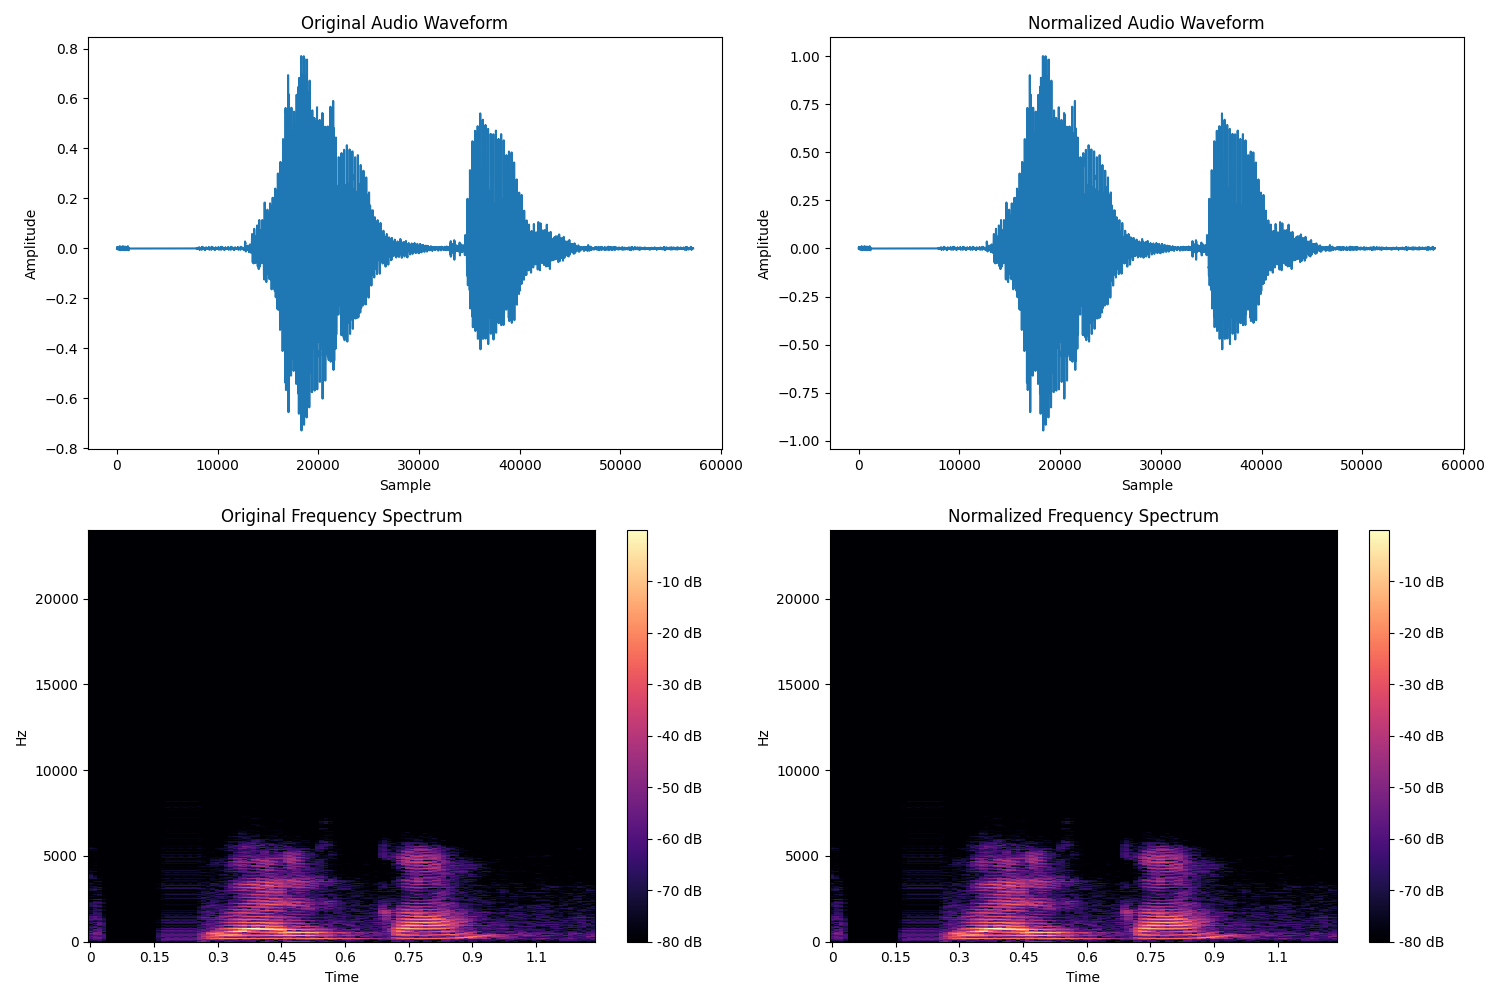 Original Audio Waveform
Amplitude
0.8
0.6
0.4
0.2
0.0
−0.2
−0.4
−0.6
−0.8
0 10000 20000 30000 40000 50000 60000
Sample
Normalized Audio Waveform
Amplitude
1.00
0.75
0.50
0.25
0.00
−0.25
−0.50
−0.75
−1.00
0 10000 20000 30000 40000 50000 60000
Sample
Original Frequency Spectrum
Hz
20000
15000
10000
5000
0
0 0.15 0.3 0.45 0.6 0.75 0.9 1.1
Time
-10 dB
-20 dB
-30 dB
-40 dB
-50 dB
-60 dB
-70 dB
-80 dB
Normalized Frequency Spectrum
Hz
20000
15000
10000
5000
0
0 0.15 0.3 0.45 0.6 0.75 0.9 1.1
Time
-10 dB
-20 dB
-30 dB
-40 dB
-50 dB
-60 dB
-70 dB
-80 dB